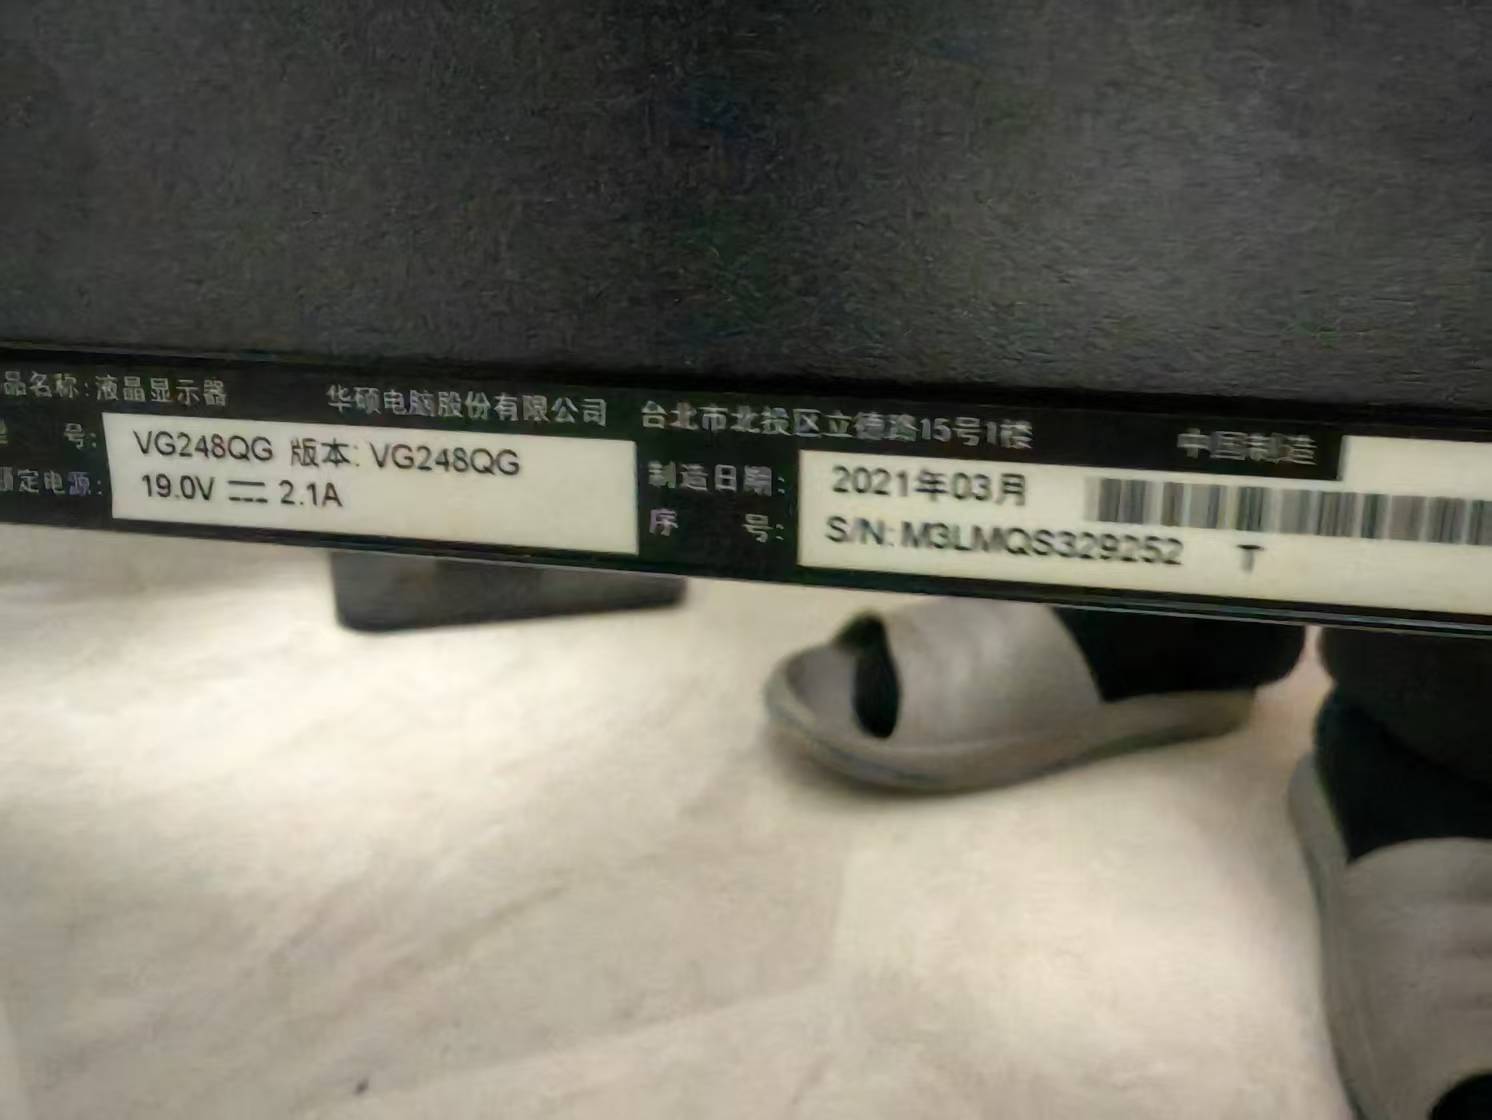 品名称:液晶显示器 华硕电脑股份有限公司 台北市北投区立德路15号1楼 中国制造
号: VG248QG 版本: VG248QG
定电源: 19.0V 2.1A
制造日期: 2021年03月
序 号: S/N: M3LMQS329252 T